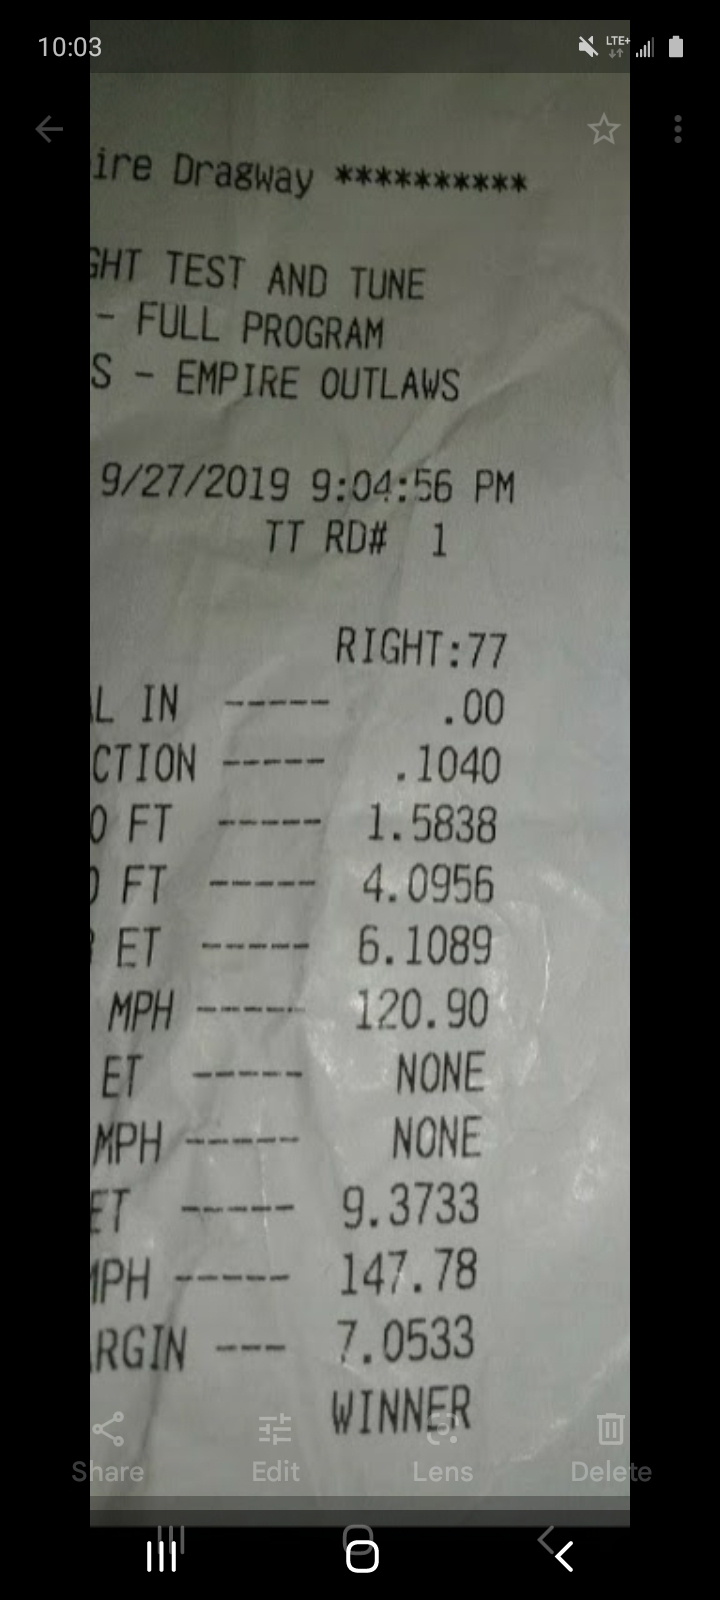 10:03
LTE+
ire Dragway **********
GHT TEST AND TUNE
- FULL PROGRAM
S - EMPIRE OUTLAWS
9/27/2019 9:04:56 PM
TT RD# 1
RIGHT:77
L IN ----- .00
CTION ----- .1040
0 FT ----- 1.5838
0 FT ----- 4.0956
ET ----- 6.1089
MPH ----- 120.90
ET ----- NONE
MPH ----- NONE
ET ----- 9.3733
MPH ----- 147.78
ARGIN --- 7.0533
WINNER
Share Edit Lens Delete